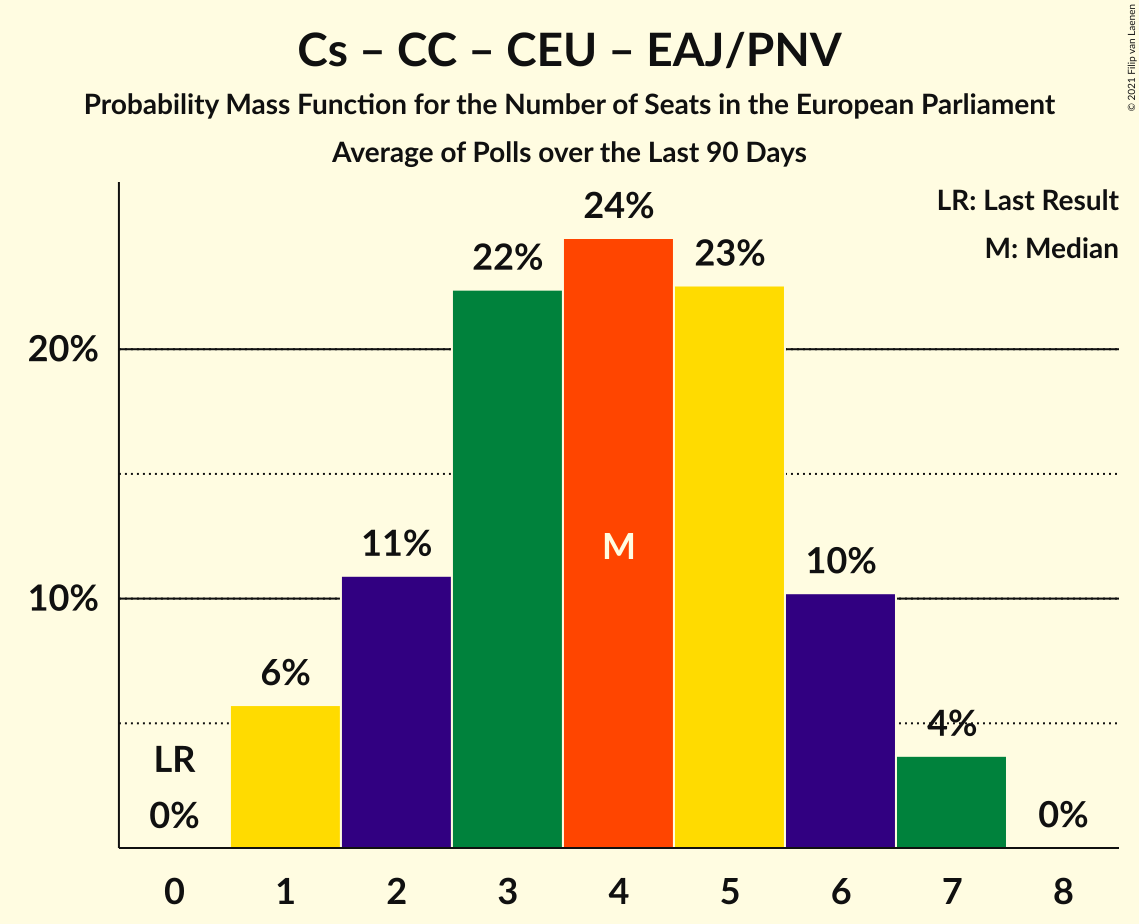 Cs – CC – CEU – EAJ/PNV
Probability Mass Function for the Number of Seats in the European Parliament
Average of Polls over the Last 90 Days
© 2021 Filip van Laenen
LR: Last Result
M: Median
24%
22%
23%
20%
M
11%
10%
10%
6%
4%
LR
0%
0%
0 1 2 3 4 5 6 7 8